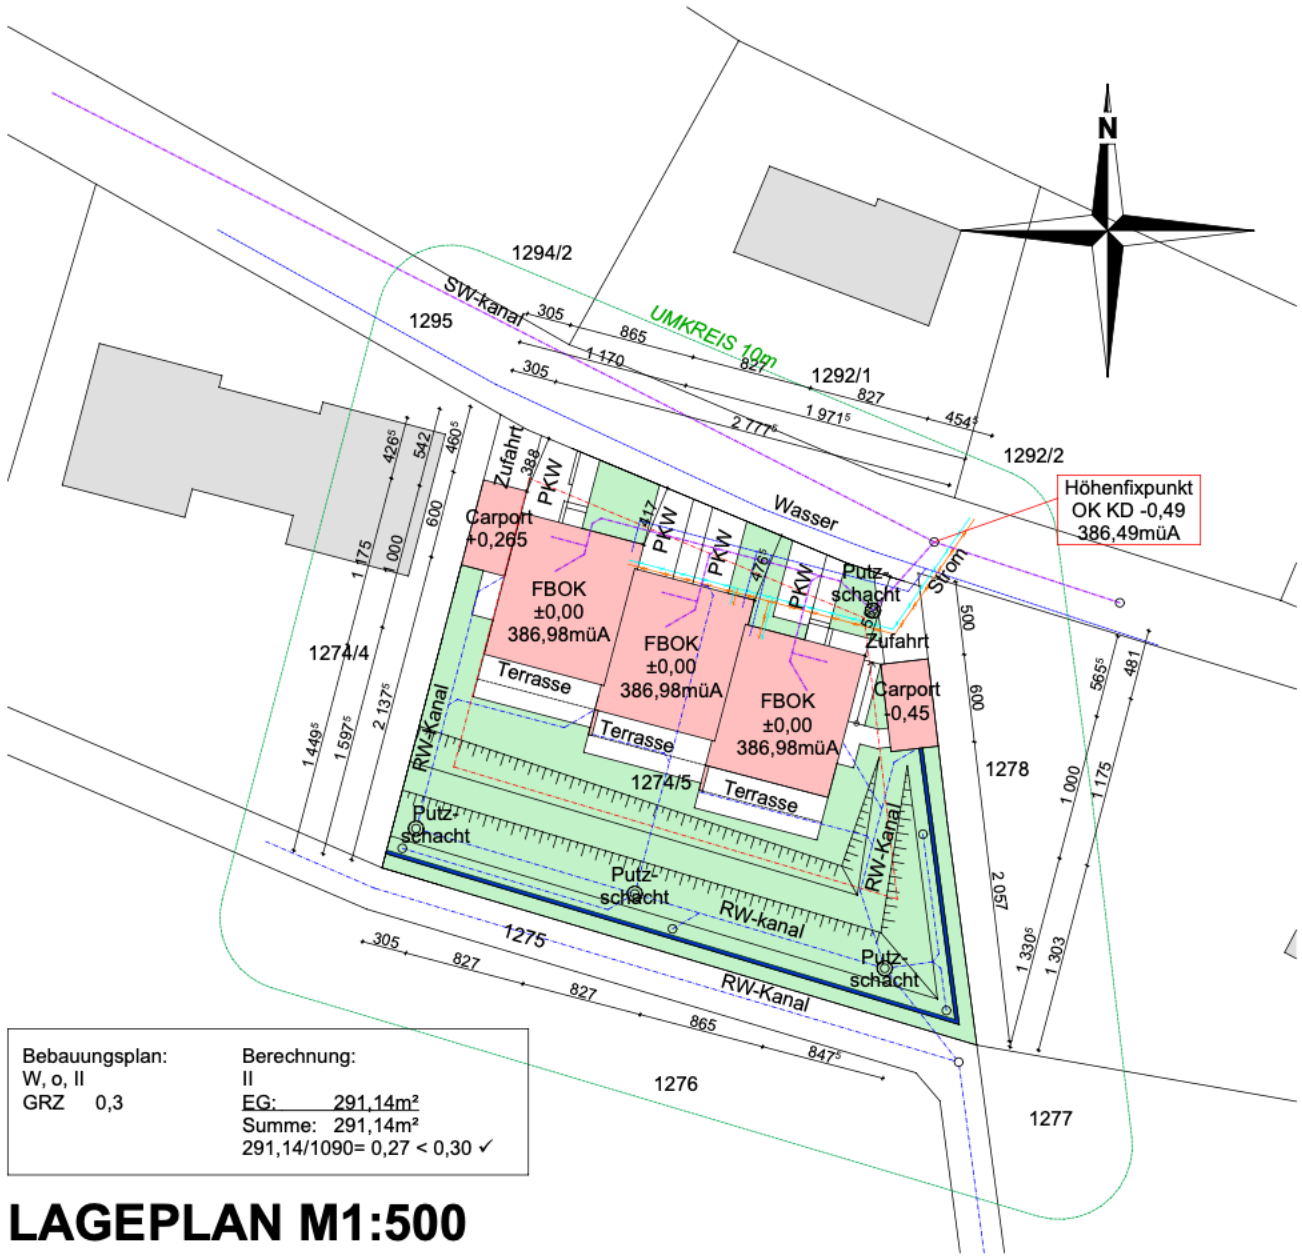 N
1294/2
SW-kanal
305
865
827
827
454⁵
UMKREIS 10m
1295
1 170
1 971⁵
1292/1
305
2 777⁵
1292/2
Höhenfixpunkt
OK KD -0,49
386,49müA
426⁵
542
460⁵
Zufahrt
388
PKW
417
PKW
PKW
476⁵
PKW
Wasser
Strom
Putz-
schacht
5
Zufahrt
Carport
+0,265
600
1 175
1 000
FBOK
±0,00
386,98müA
FBOK
±0,00
386,98müA
FBOK
±0,00
386,98müA
Carport
-0,45
500
600
565⁵
481
1274/4
Terrasse
Terrasse
Terrasse
1274/5
RW-Kanal
2 137⁵
1 597⁵
1 449⁵
1278
1 000
1 175
2 057
1 330⁵
1 303
Putz-
schacht
Putz-
schacht
RW-Kanal
RW-kanal
Putz-
schacht
1275
RW-Kanal
305
827
827
865
847⁵
1276
1277
Bebauungsplan:
W, o, II
GRZ 0,3
Berechnung:
II
EG: 291,14m²
Summe: 291,14m²
291,14/1090= 0,27 < 0,30 ✓
LAGEPLAN M1:500